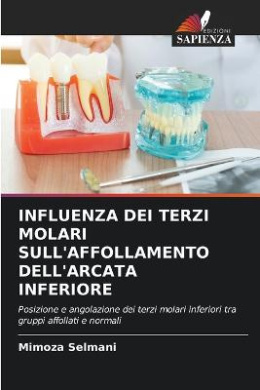 EDIZIONI
SAPIENZA
INFLUENZA DEI TERZI
MOLARI
SULL'AFFOLLAMENTO
DELL'ARCATA
INFERIORE
Posizione e angolazione dei terzi molari inferiori tra
gruppi affollati e normali
Mimoza Selmani